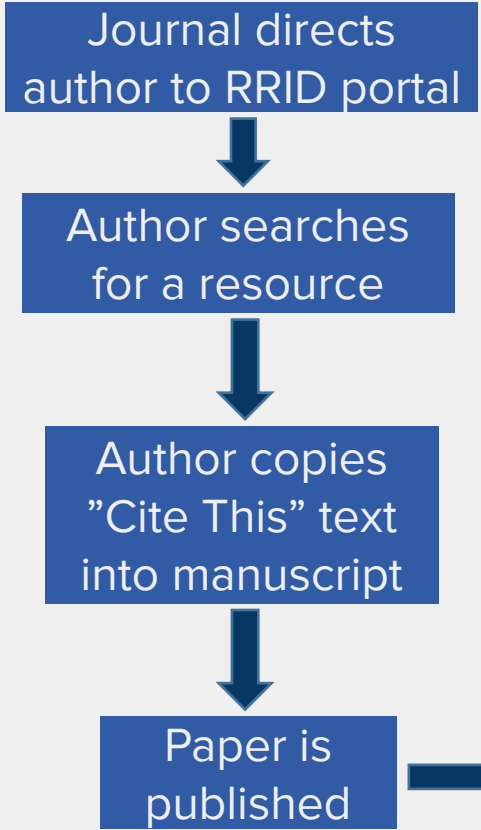 Journal directs
author to RRID portal
Author searches
for a resource
Author copies
”Cite This” text
into manuscript
Paper is
published